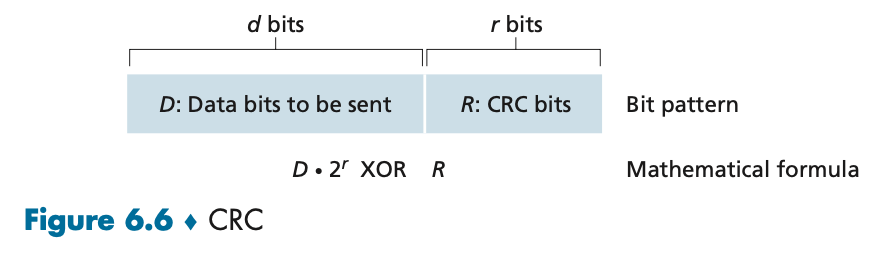 d bits r bits
D: Data bits to be sent R: CRC bits Bit pattern
D • 2^r XOR R Mathematical formula
Figure 6.6 ♦ CRC